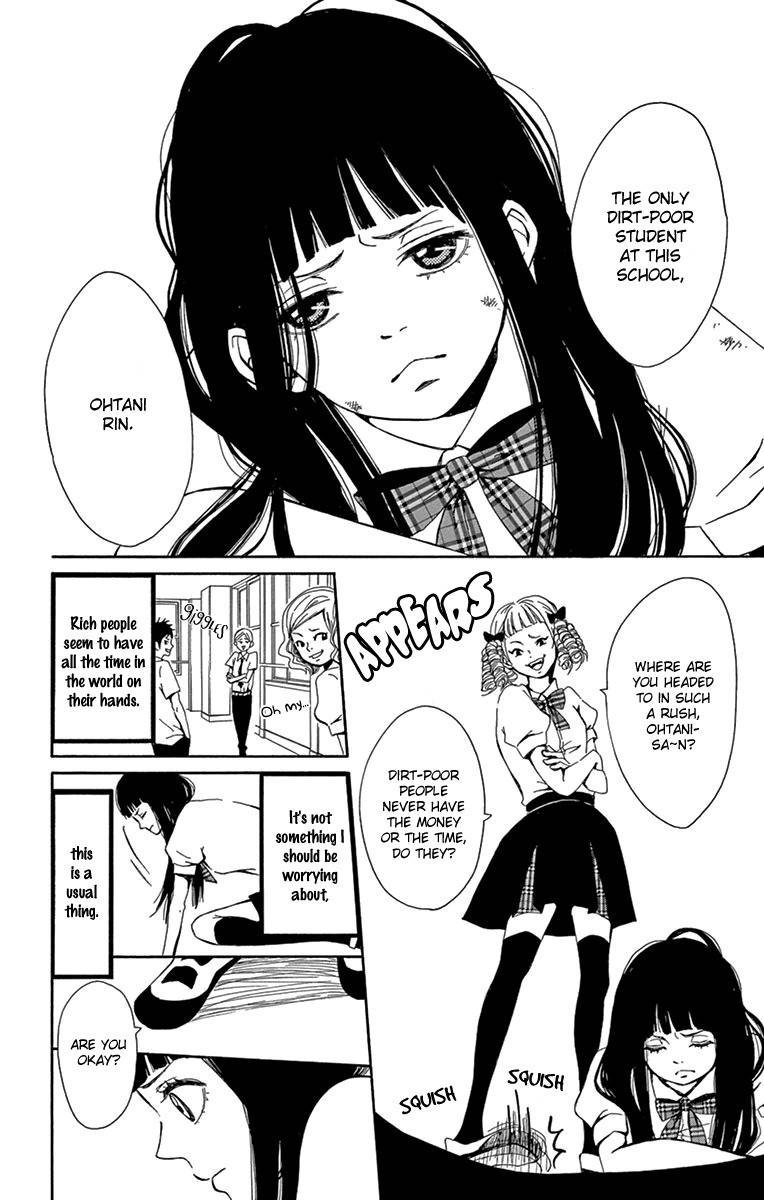 THE ONLY
DIRT-POOR
STUDENT
AT THIS
SCHOOL,
OHTANI
RIN.
APPEARS
WHERE ARE
YOU HEADED
TO IN SUCH
A RUSH,
OHTANI-
SA~N?
DIRT-POOR
PEOPLE
NEVER HAVE
THE MONEY
OR THE TIME,
DO THEY?
SQUISH
SQUISH
giggles
Oh my...
Rich people
seem to have
all the time in
the world on
their hands.
It's not
something I
should be
worrying
about,
this
is a
usual
thing.
ARE YOU
OKAY?